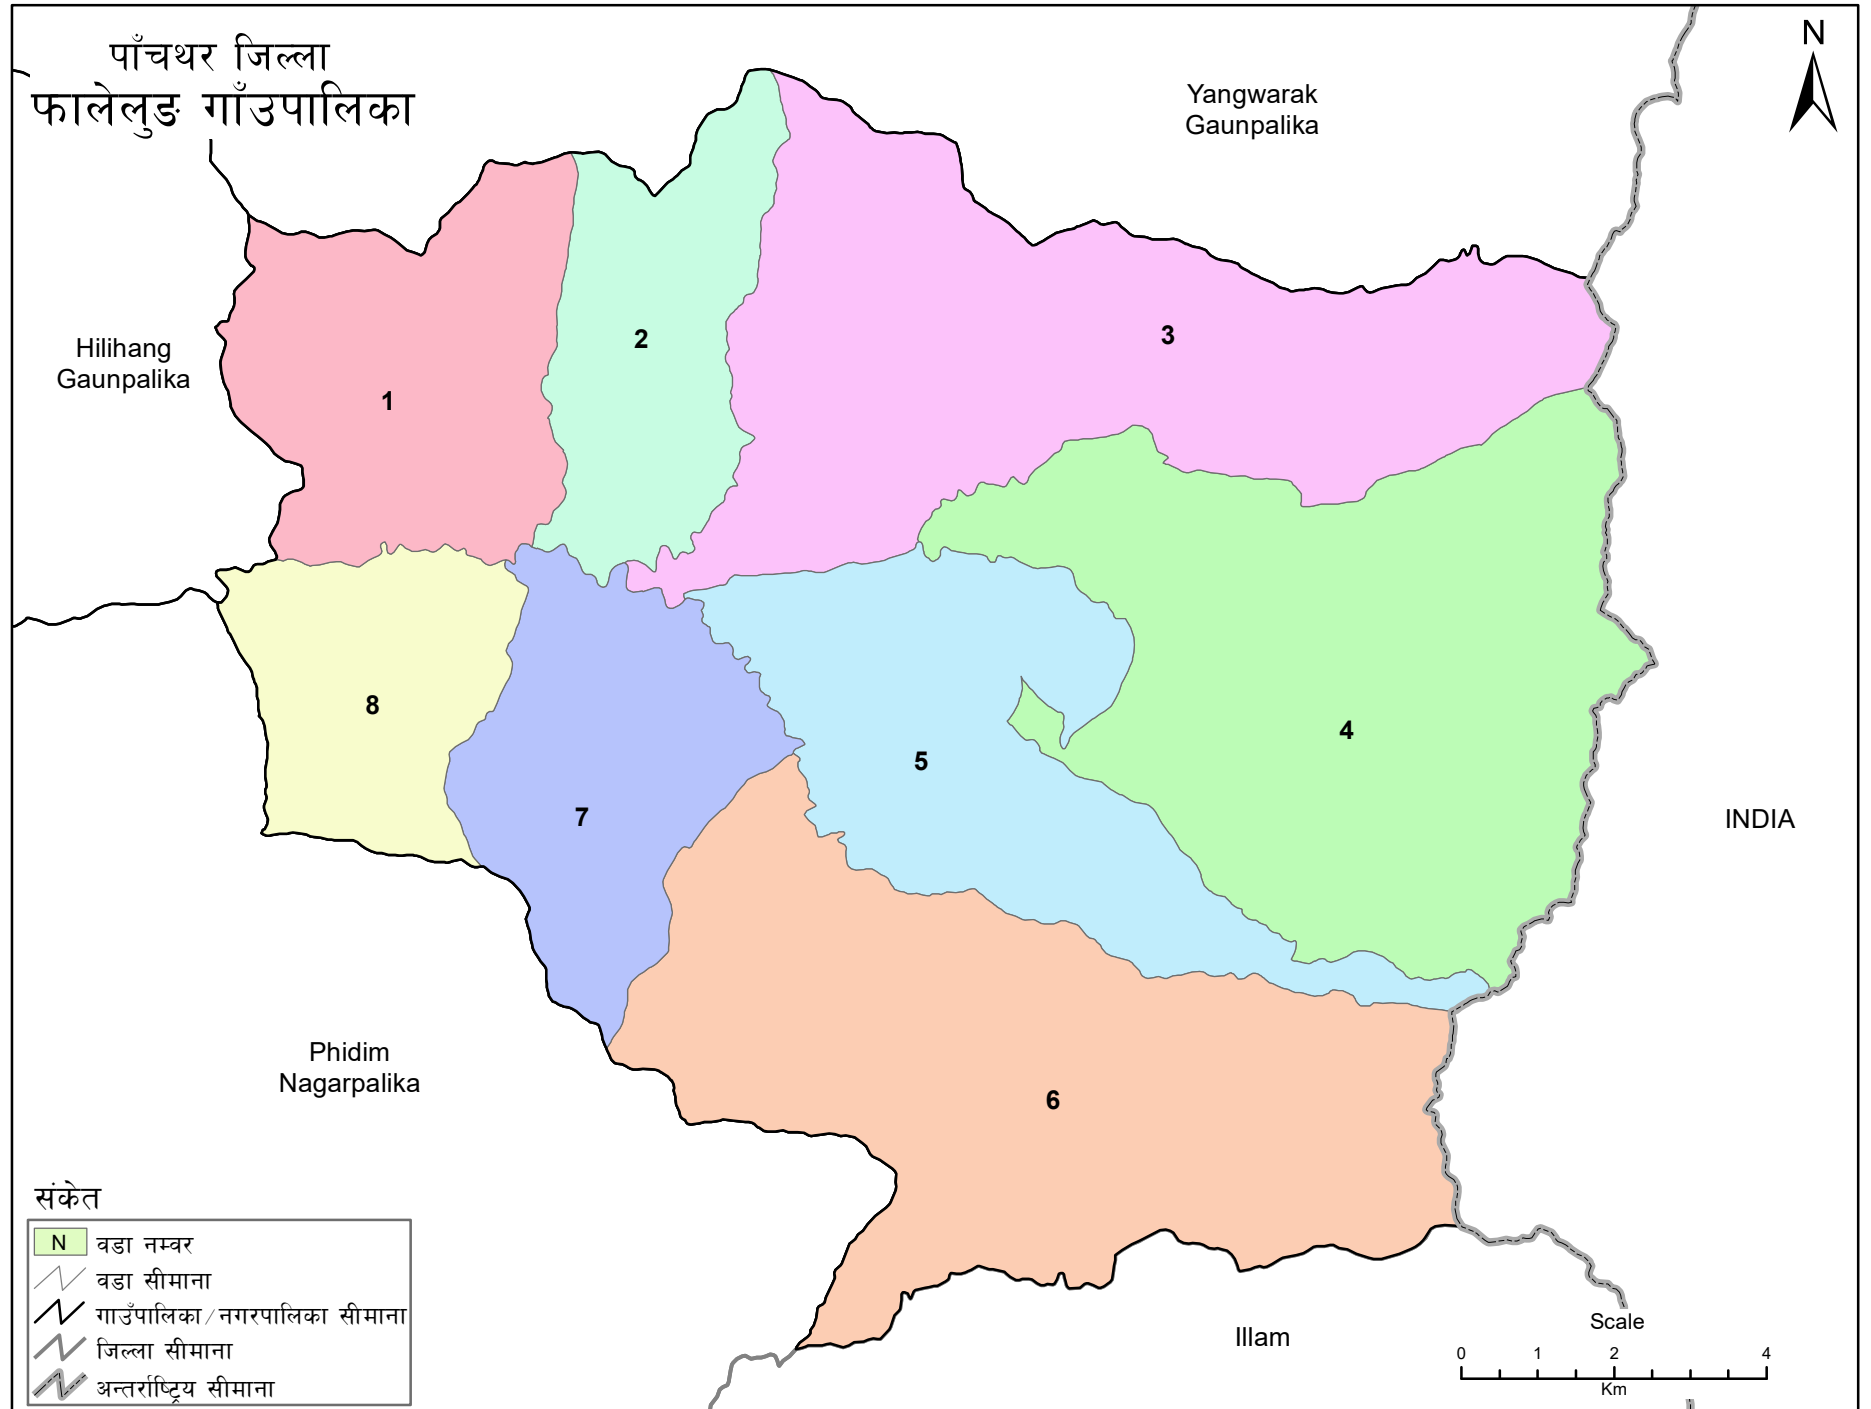 पाँचथर जिल्ला
फालेलुङ गाँउपालिका
N
Yangwarak
Gaunpalika
Hilihang
Gaunpalika
1
2
3
4
5
6
7
8
INDIA
Phidim
Nagarpalika
Illam
संकेत
N वडा नम्वर
वडा सीमाना
गाउँपालिका/नगरपालिका सीमाना
जिल्ला सीमाना
अन्तर्राष्ट्रिय सीमाना
Scale
0 1 2 4
Km